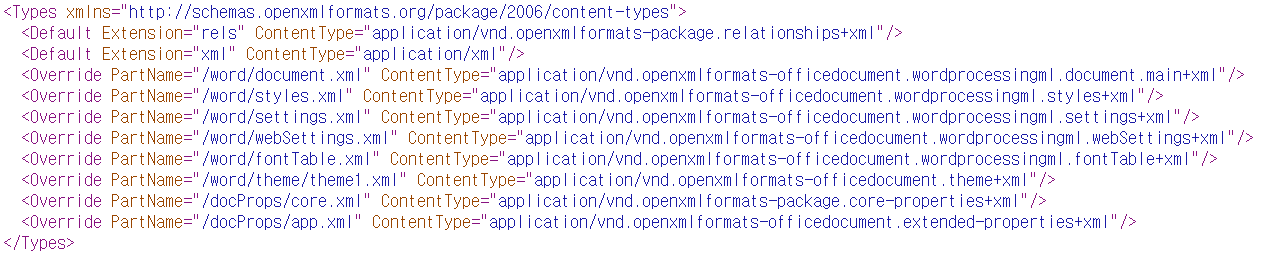 <Types xmlns="http://schemas.openxmlformats.org/package/2006/content-types">
<Default Extension="rels" ContentType="application/vnd.openxmlformats-package.relationships+xml"/>
<Default Extension="xml" ContentType="application/xml"/>
<Override PartName="/word/document.xml" ContentType="application/vnd.openxmlformats-officedocument.wordprocessingml.document.main+xml"/>
<Override PartName="/word/styles.xml" ContentType="application/vnd.openxmlformats-officedocument.wordprocessingml.styles+xml"/>
<Override PartName="/word/settings.xml" ContentType="application/vnd.openxmlformats-officedocument.wordprocessingml.settings+xml"/>
<Override PartName="/word/webSettings.xml" ContentType="application/vnd.openxmlformats-officedocument.wordprocessingml.webSettings+xml"/>
<Override PartName="/word/fontTable.xml" ContentType="application/vnd.openxmlformats-officedocument.wordprocessingml.fontTable+xml"/>
<Override PartName="/word/theme/theme1.xml" ContentType="application/vnd.openxmlformats-officedocument.theme+xml"/>
<Override PartName="/docProps/core.xml" ContentType="application/vnd.openxmlformats-package.core-properties+xml"/>
<Override PartName="/docProps/app.xml" ContentType="application/vnd.openxmlformats-officedocument.extended-properties+xml"/>
</Types>